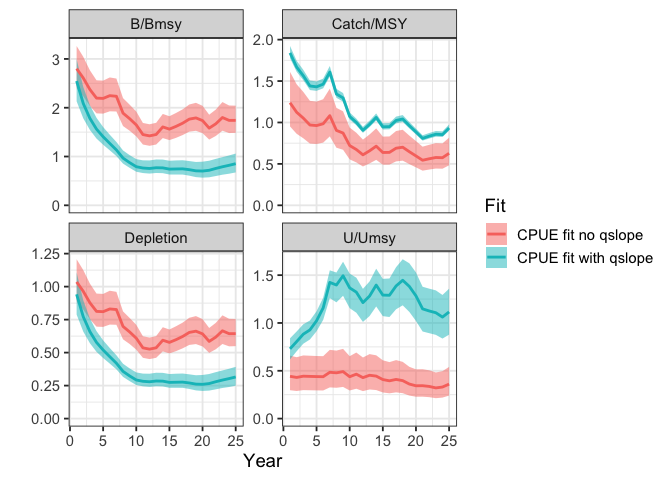 B/Bmsy Catch/MSY
3 2.0
2 1.5
1 1.0
0 0.5
0.0
Depletion U/Umsy
1.25 1.5
1.00 1.0
0.75 0.5
0.50 0.0
0.25
0.00
0 5 10 15 20 25 0 5 10 15 20 25
Year
Fit
CPUE fit no qslope
CPUE fit with qslope